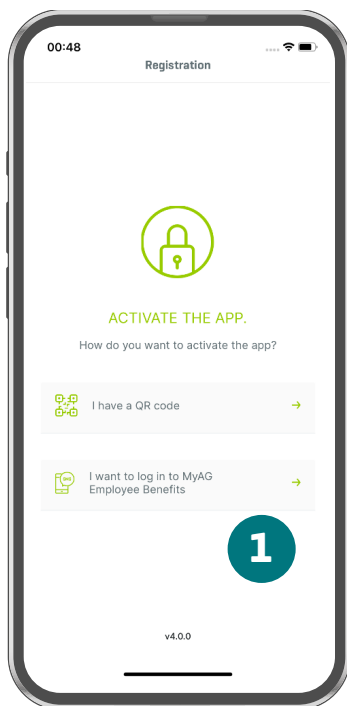 00:48
Registration
ACTIVATE THE APP.
How do you want to activate the app?
I have a QR code
I want to log in to MyAG
Employee Benefits
1
v4.0.0